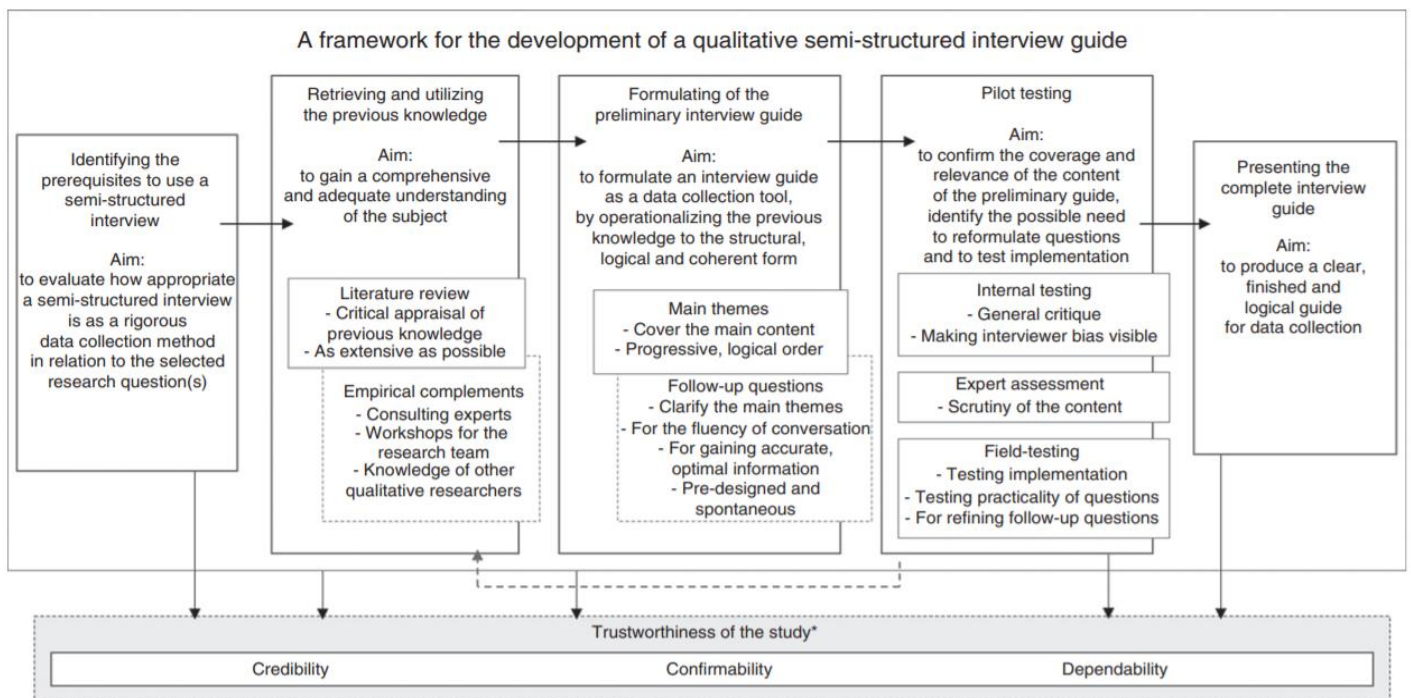 A framework for the development of a qualitative semi-structured interview guide
Identifying the
prerequisites to use a
semi-structured
interview
Aim:
to evaluate how appropriate
a semi-structured interview
is as a rigorous
data collection method
in relation to the selected
research question(s)
Retrieving and utilizing
the previous knowledge
Aim:
to gain a comprehensive
and adequate understanding
of the subject
Literature review
- Critical appraisal of
previous knowledge
- As extensive as possible
Empirical complements
- Consulting experts
- Workshops for the
research team
- Knowledge of other
qualitative researchers
Formulating of the
preliminary interview guide
Aim:
to formulate an interview guide
as a data collection tool,
by operationalizing the previous
knowledge to the structural,
logical and coherent form
Main themes
- Cover the main content
- Progressive, logical order
Follow-up questions
- Clarify the main themes
- For the fluency of conversation
- For gaining accurate,
optimal information
- Pre-designed and
spontaneous
Pilot testing
Aim:
to confirm the coverage and
relevance of the content
of the preliminary guide,
identify the possible need
to reformulate questions
and to test implementation
Internal testing
- General critique
- Making interviewer bias visible
Expert assessment
- Scrutiny of the content
Field-testing
- Testing implementation
- Testing practicality of questions
- For refining follow-up questions
Presenting the
complete interview
guide
Aim:
to produce a clear,
finished and
logical guide
for data collection
Trustworthiness of the study*
Credibility
Confirmability
Dependability